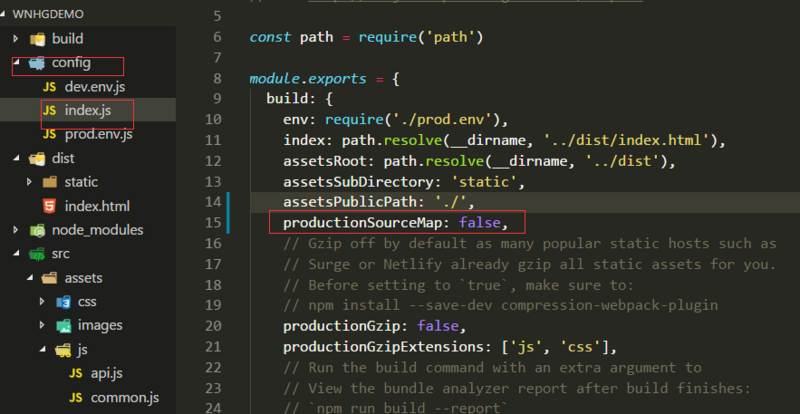 WNHGDEMO
build
config
dev.env.js
JS
index.js
JS
prod.env.js
JS
dist
static
index.html
node_modules
src
assets
css
images
js
JS
api.js
JS
common.js
5
6
const path = require('path')
7
8
module.exports = {
9
build: {
10
env: require('./prod.env'),
11
index: path.resolve(__dirname, '../dist/index.html'),
12
assetsRoot: path.resolve(__dirname, '../dist'),
13
assetsSubDirectory: 'static',
14
assetsPublicPath: './',
15
productionSourceMap: false,
16
// Gzip off by default as many popular static hosts such as
17
// Surge or Netlify already gzip all static assets for you.
18
// Before setting to `true`, make sure to:
19
// npm install --save-dev compression-webpack-plugin
20
productionGzip: false,
21
productionGzipExtensions: ['js', 'css'],
22
// Run the build command with an extra argument to
23
// View the bundle analyzer report after build finishes:
24
// `npm run build --report`